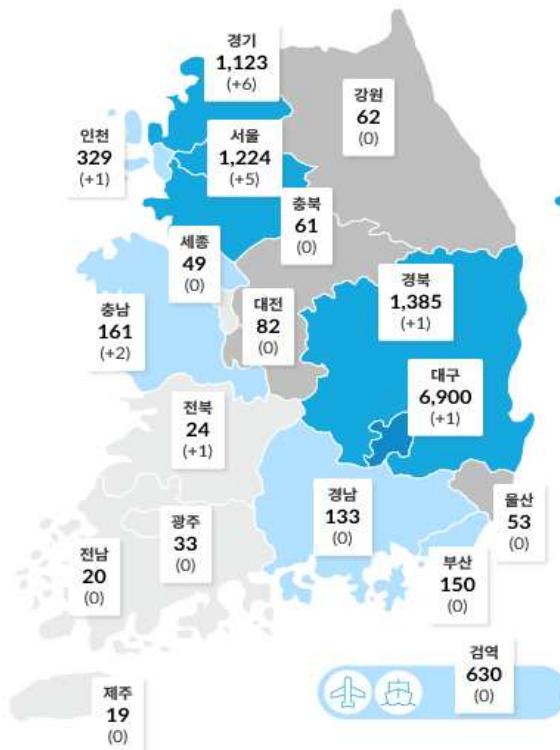 경기
1,123
(+6)
강원
62
(0)
인천
329
(+1)
서울
1,224
(+5)
충북
61
(0)
세종
49
(0)
경북
1,385
(+1)
충남
161
(+2)
대전
82
(0)
대구
6,900
(+1)
전북
24
(+1)
경남
133
(0)
울산
53
(0)
광주
33
(0)
전남
20
(0)
부산
150
(0)
검역
630
(0)
제주
19
(0)